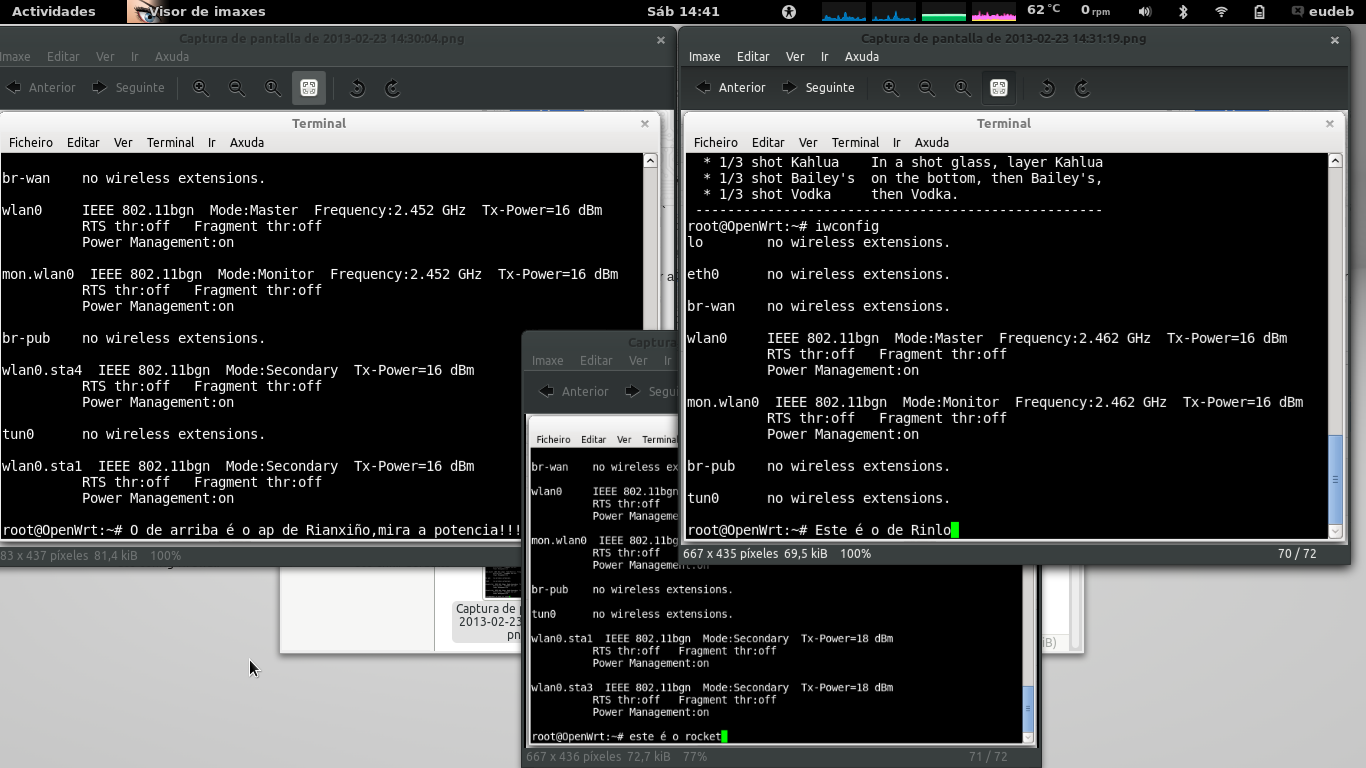 Actividades
Visor de imaxes
Sáb 14:41
62 °C
0 rpm
eudeb
Captura de pantalla de 2013-02-23 14:30:04.png
Imaxe Editar Ver Ir Axuda
Anterior Seguinte
Terminal
Ficheiro Editar Ver Terminal Ir Axuda
br-wan    no wireless extensions.
wlan0     IEEE 802.11bgn  Mode:Master  Frequency:2.452 GHz  Tx-Power=16 dBm
RTS thr:off   Fragment thr:off
Power Management:on
mon.wlan0  IEEE 802.11bgn  Mode:Monitor  Frequency:2.452 GHz  Tx-Power=16 dBm
RTS thr:off   Fragment thr:off
Power Management:on
br-pub    no wireless extensions.
wlan0.sta4  IEEE 802.11bgn  Mode:Secondary  Tx-Power=16 dBm
RTS thr:off   Fragment thr:off
Power Management:on
tun0      no wireless extensions.
wlan0.sta1  IEEE 802.11bgn  Mode:Secondary  Tx-Power=16 dBm
RTS thr:off   Fragment thr:off
Power Management:on
root@OpenWrt:~# O de arriba é o ap de Rianxiño,mira a potencia!!!
83 x 437 píxeles 81,4 kiB 100%
Captura de pantalla de 2013-02-23 14:31:19.png
Imaxe Editar Ver Ir Axuda
Anterior Seguinte
Terminal
Ficheiro Editar Ver Terminal Ir Axuda
* 1/3 shot Kahlua    In a shot glass, layer Kahlua
* 1/3 shot Bailey's  on the bottom, then Bailey's,
* 1/3 shot Vodka     then Vodka.
---------------------------------------------------
root@OpenWrt:~# iwconfig
lo        no wireless extensions.
eth0      no wireless extensions.
br-wan    no wireless extensions.
wlan0     IEEE 802.11bgn  Mode:Master  Frequency:2.462 GHz  Tx-Power=16 dBm
RTS thr:off   Fragment thr:off
Power Management:on
mon.wlan0  IEEE 802.11bgn  Mode:Monitor  Frequency:2.462 GHz  Tx-Power=16 dBm
RTS thr:off   Fragment thr:off
Power Management:on
br-pub    no wireless extensions.
tun0      no wireless extensions.
root@OpenWrt:~# Este é o de Rinlo
667 x 435 píxeles 69,5 kiB 100%
70 / 72
Captura
Imaxe Editar Ver Ir
Anterior Segui
Ficheiro Editar Ver Terminal
br-wan    no wireless ex
wlan0     IEEE 802.11bgn
RTS thr:off
Power Manageme
mon.wlan0  IEEE 802.11bgn
RTS thr:off   Fragment thr:off
Power Management:on
br-pub    no wireless extensions.
tun0      no wireless extensions.
wlan0.sta1  IEEE 802.11bgn  Mode:Secondary  Tx-Power=18 dBm
RTS thr:off   Fragment thr:off
Power Management:on
wlan0.sta3  IEEE 802.11bgn  Mode:Secondary  Tx-Power=18 dBm
RTS thr:off   Fragment thr:off
Power Management:on
root@OpenWrt:~# este é o rocket
667 x 436 píxeles 72,7 kiB 77%
71 / 72
Captura de p
2013-02-23
pn
iB)